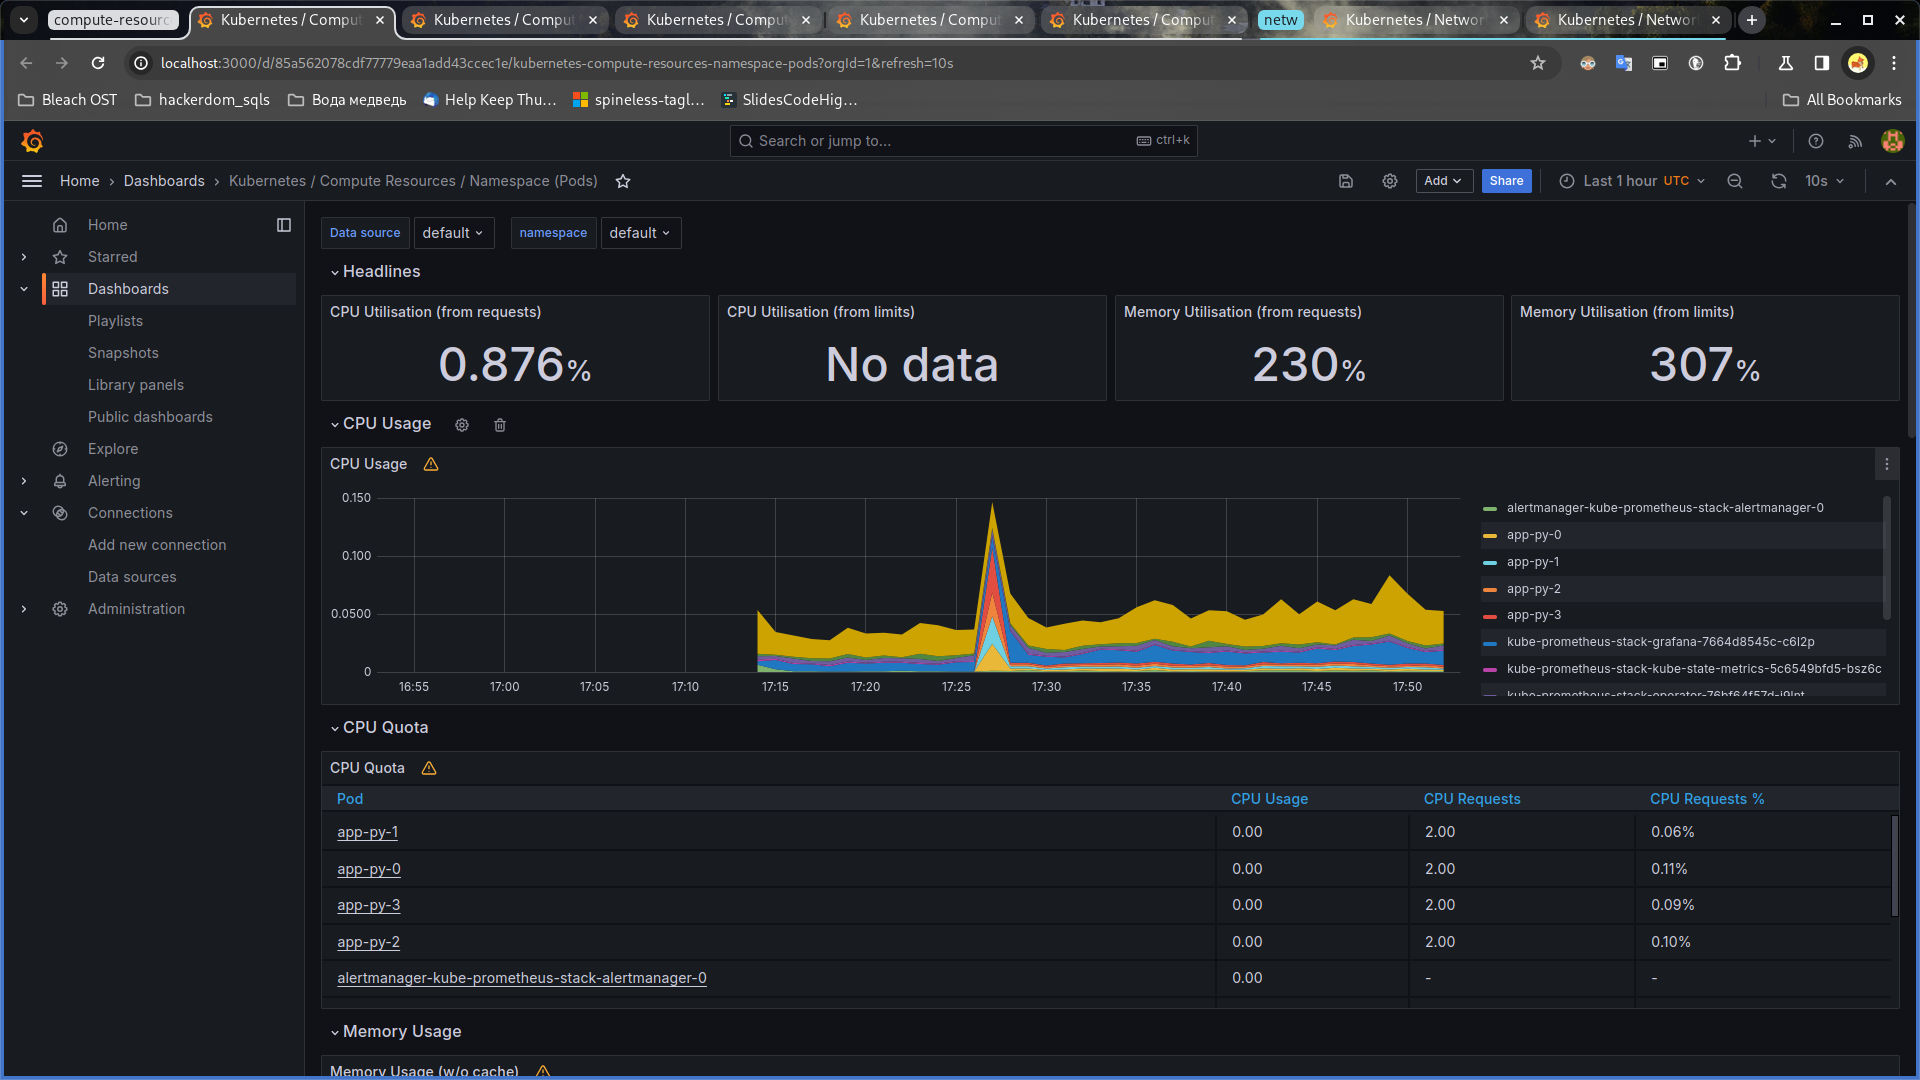 compute-resourc
Kubernetes / Comput
Kubernetes / Comput
Kubernetes / Comput
Kubernetes / Comput
Kubernetes / Comput
netw
Kubernetes / Networ
Kubernetes / Networ
localhost:3000/d/85a562078cdf77779eaa1add43ccec1e/kubernetes-compute-resources-namespace-pods?orgId=1&refresh=10s
Bleach OST
hackerdom_sqls
Вода медведь
Help Keep Thu…
spineless-tagl…
SlidesCodeHig…
All Bookmarks
Search or jump to...
ctrl+k
Home › Dashboards › Kubernetes / Compute Resources / Namespace (Pods)
Add
Share
Last 1 hour UTC
10s
Home
Starred
Dashboards
Playlists
Snapshots
Library panels
Public dashboards
Explore
Alerting
Connections
Add new connection
Data sources
Administration
Data source default
namespace default
Headlines
CPU Utilisation (from requests)
0.876%
CPU Utilisation (from limits)
No data
Memory Utilisation (from requests)
230%
Memory Utilisation (from limits)
307%
CPU Usage
CPU Usage
0.150
0.100
0.0500
0
16:55 17:00 17:05 17:10 17:15 17:20 17:25 17:30 17:35 17:40 17:45 17:50
alertmanager-kube-prometheus-stack-alertmanager-0
app-py-0
app-py-1
app-py-2
app-py-3
kube-prometheus-stack-grafana-7664d8545c-c6l2p
kube-prometheus-stack-kube-state-metrics-5c6549bfd5-bsz6c
kube-prometheus-stack-operator-76bf64f57d-j9lnt
CPU Quota
CPU Quota
Pod CPU Usage CPU Requests CPU Requests %
app-py-1 0.00 2.00 0.06%
app-py-0 0.00 2.00 0.11%
app-py-3 0.00 2.00 0.09%
app-py-2 0.00 2.00 0.10%
alertmanager-kube-prometheus-stack-alertmanager-0 0.00 - -
Memory Usage
Memory Usage (w/o cache)